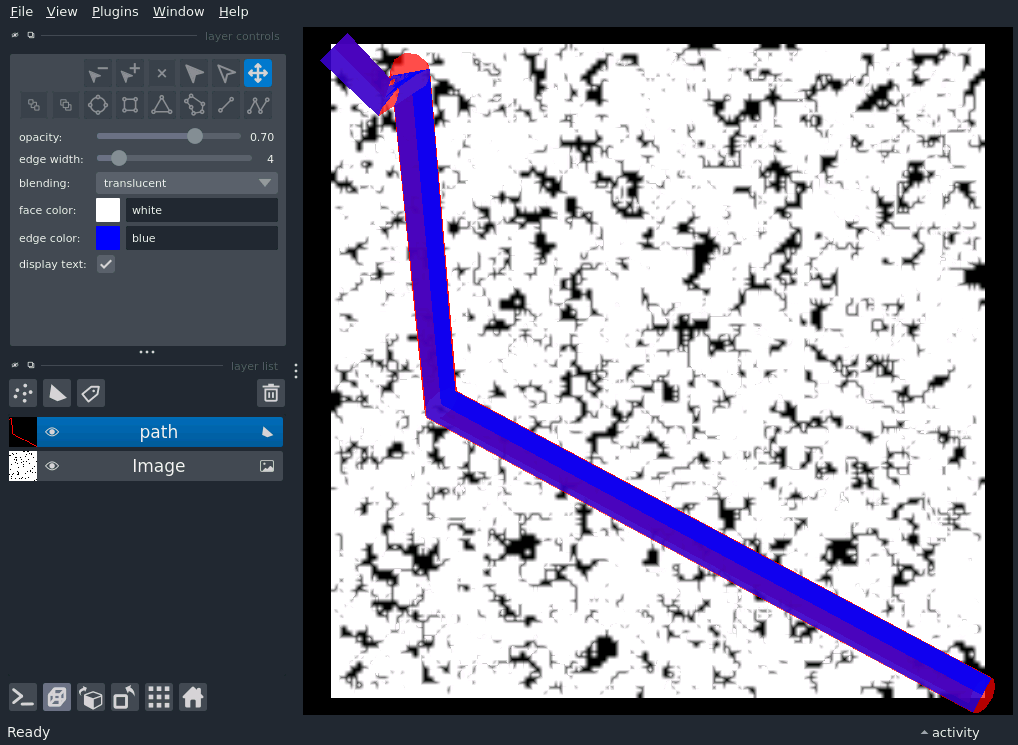 File View Plugins Window Help
layer controls
opacity: 0.70
edge width: 4
blending: translucent
face color: white
edge color: blue
display text:
layer list
path
Image
Ready
activity